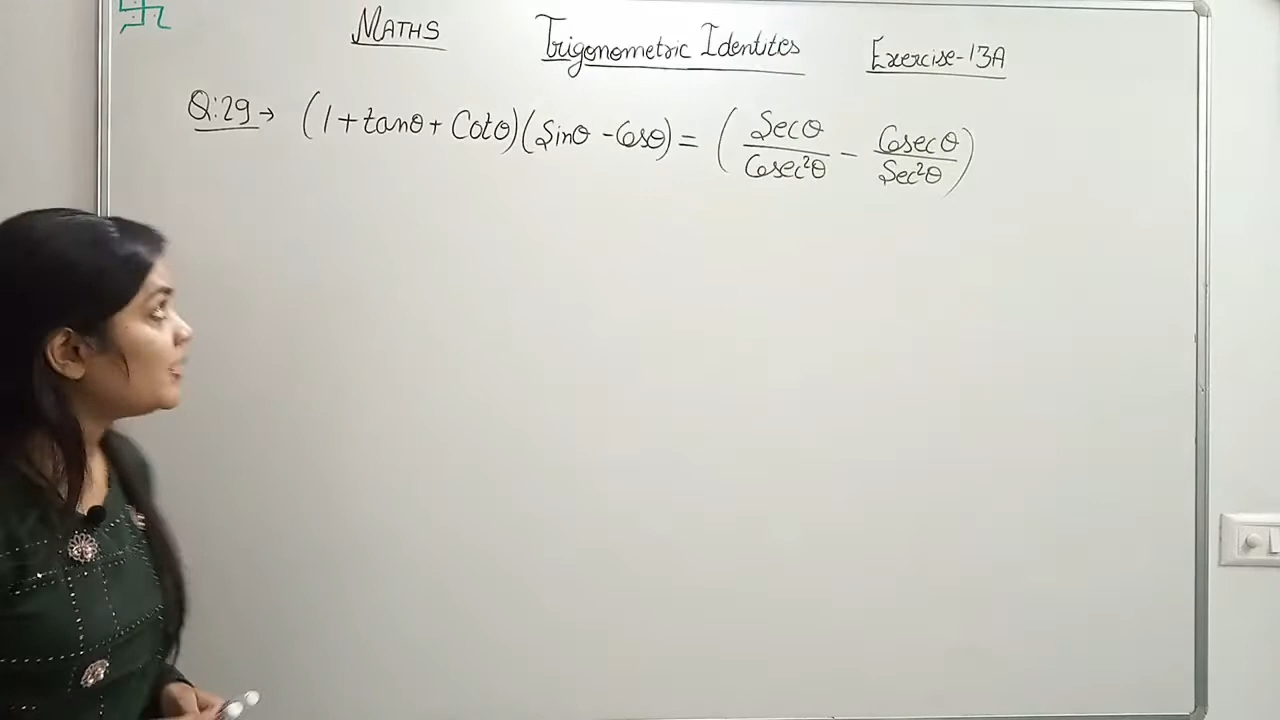 MATHS Trigonometric Identites Exercise-13A
Q:29→ (1+tanθ+Cotθ)(Sinθ -Cosθ)= (Secθ/Cosec²θ - Cosecθ/Sec²θ)